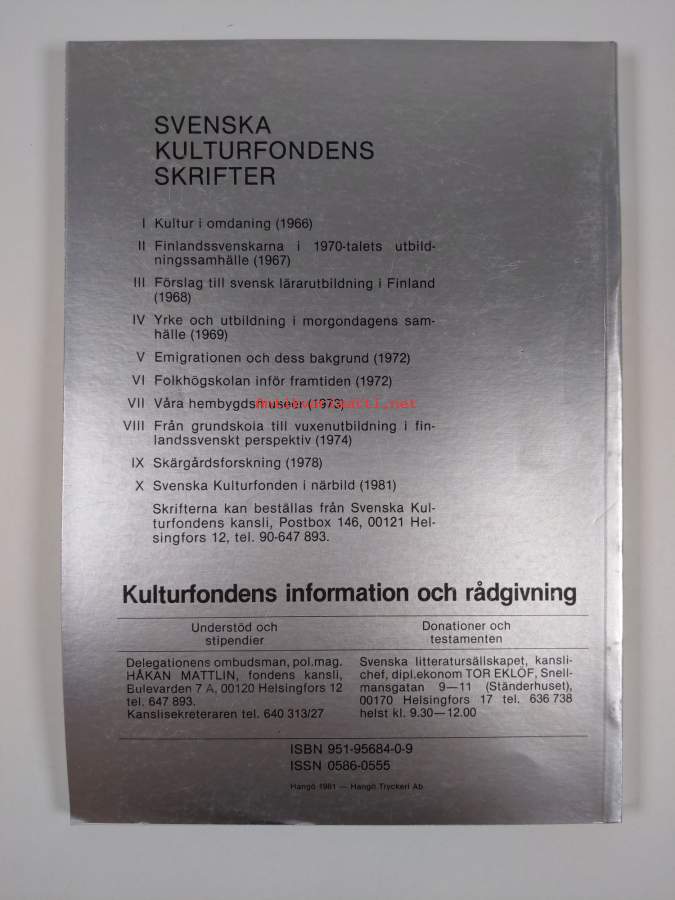 SVENSKA
KULTURFONDENS
SKRIFTER
I Kultur i omdaning (1966)
II Finlandssvenskarna i 1970-talets utbild-
ningssamhälle (1967)
III Förslag till svensk lärarutbildning i Finland
(1968)
IV Yrke och utbildning i morgondagens sam-
hälle (1969)
V Emigrationen och dess bakgrund (1972)
VI Folkhögskolan inför framtiden (1972)
VII Våra hembygdsmuseer (1973)
VIII Från grundskola till vuxenutbildning i fin-
landssvenskt perspektiv (1974)
IX Skärgårdsforskning (1978)
X Svenska Kulturfonden i närbild (1981)
Skrifterna kan beställas från Svenska Kul-
turfondens kansli, Postbox 146, 00121 Hel-
singfors 12, tel. 90-647 893.
Kulturfondens information och rådgivning
Understöd och
stipendier
Delegationens ombudsman, pol.mag.
HÅKAN MATTLIN, fondens kansli,
Bulevarden 7 A, 00120 Helsingfors 12
tel. 647 893.
Kanslisekreteraren tel. 640 313/27
Donationer och
testamenten
Svenska litteratursällskapet, kansli-
chef, dipl.ekonom TOR EKLÖF, Snell-
mansgatan 9—11 (Ständerhuset),
00170 Helsingfors 17 tel. 636 738
helst kl. 9.30—12.00
ISBN 951-95684-0-9
ISSN 0586-0555
Hangö 1981 — Hangö Tryckeri Ab